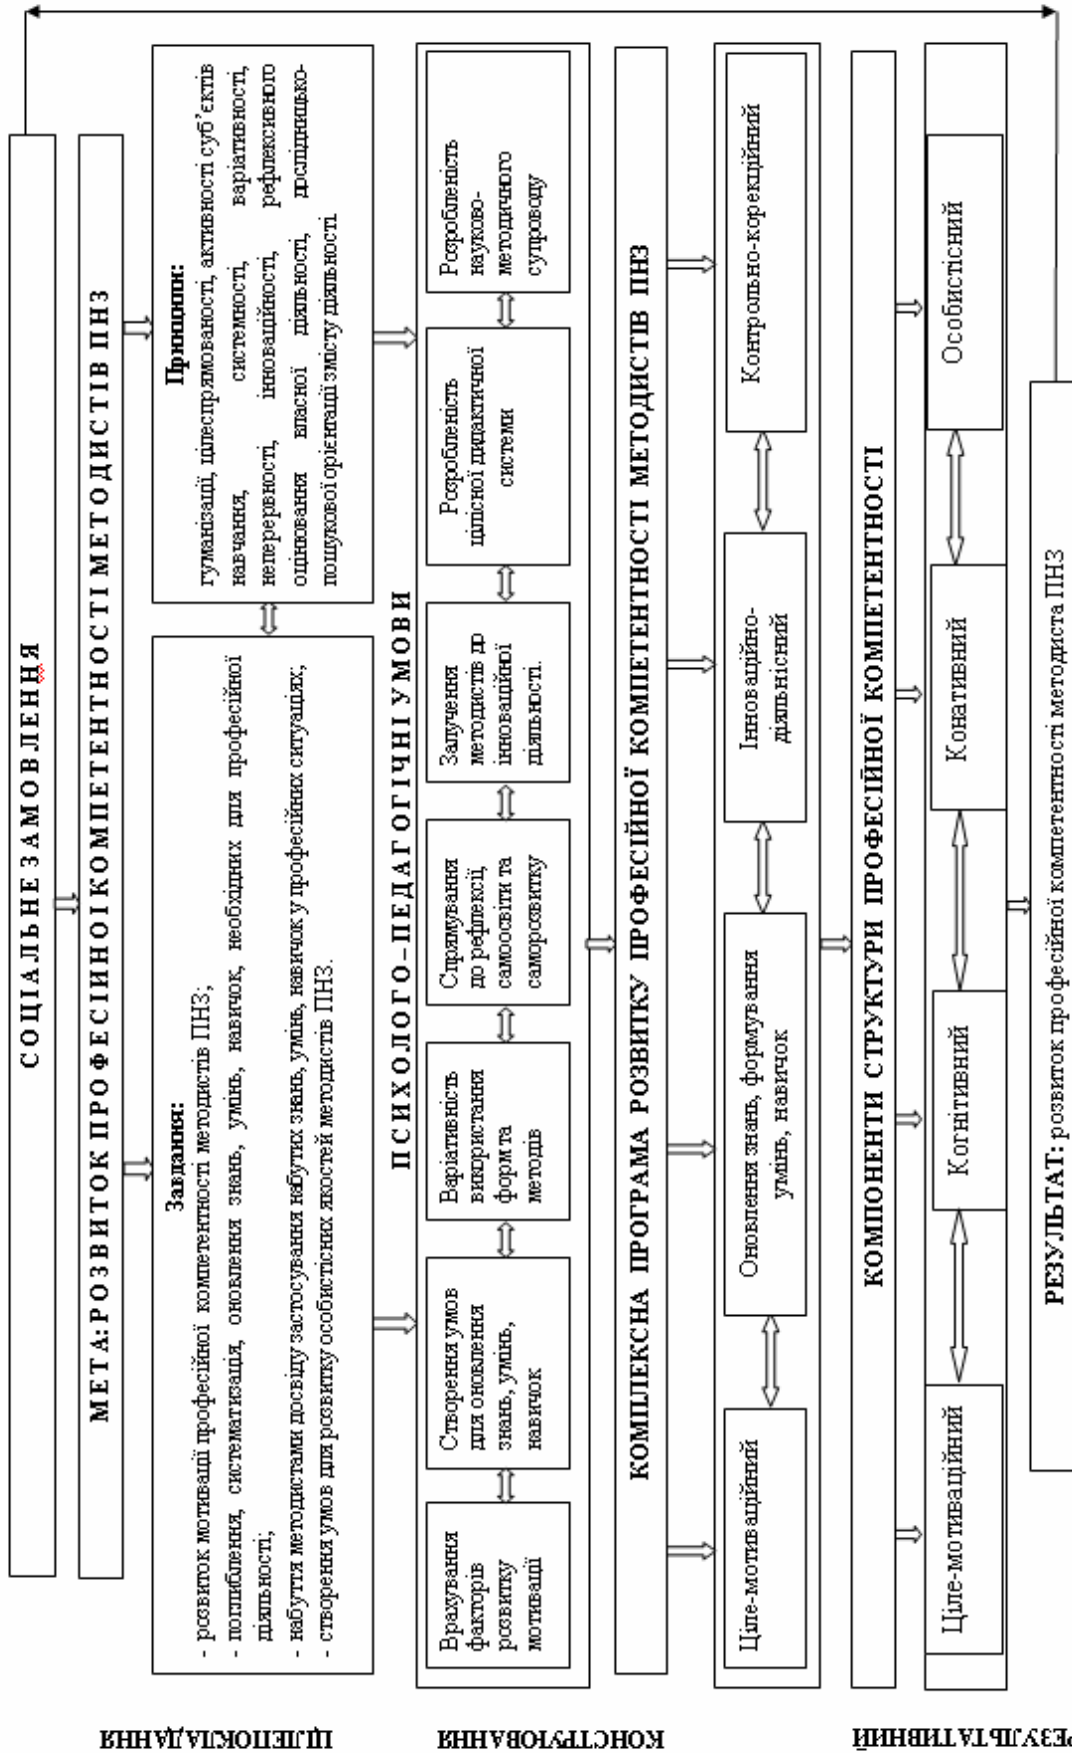 СОЦІАЛЬНЕ ЗАМОВЛЕННЯ
МЕТА: РОЗВИТОК ПРОФЕСІЙНОЇ КОМПЕТЕНТНОСТІ МЕТОДИСТІВ ПНЗ
ЦІЛЕПОКЛАДАННЯ
Завдання:
- розвиток мотивації професійної компетентності методистів ПНЗ;
- поглиблення, систематизація, оновлення знань, умінь, навичок, необхідних для професійної
діяльності;
- набуття методистами досвіду застосування набутих знань, умінь, навичок у професійних ситуаціях;
- створення умов для розвитку особистісних якостей методистів ПНЗ.
Принципи:
гуманізації, цілеспрямованості, активності суб'єктів
навчання, системності, варіативності,
неперервності, інноваційності, рефлексивного
оцінювання власної діяльності, дослідницько-
пошукової орієнтації змісту діяльності
ПСИХОЛОГО-ПЕДАГОГІЧНІ УМОВИ
КОНСТРУЮВАННЯ
Врахування
факторів
розвитку
мотивації
Створення умов
для оновлення
знань, умінь,
навичок
Варіативність
використання
форм та
методів
Спрямування
до рефлексії,
самоосвіти та
саморозвитку
Залучення
методистів до
інноваційної
діяльності.
Розробленість
цілісної дидактичної
системи
Розробленість
науково-
методичного
супроводу
КОМПЛЕКСНА ПРОГРАМА РОЗВИТКУ ПРОФЕСІЙНОЇ КОМПЕТЕНТНОСТІ МЕТОДИСТІВ ПНЗ
Ціле-мотиваційний
Оновлення знань, формування
умінь, навичок
Інноваційно-
діяльнісний
Контрольно-корекційний
КОМПОНЕНТИ СТРУКТУРИ ПРОФЕСІЙНОЇ КОМПЕТЕНТНОСТІ
РЕЗУЛЬТАТИВНИЙ
Ціле-мотиваційний
Когнітивний
Конативний
Особистісний
РЕЗУЛЬТАТ: розвиток професійної компетентності методиста ПНЗ